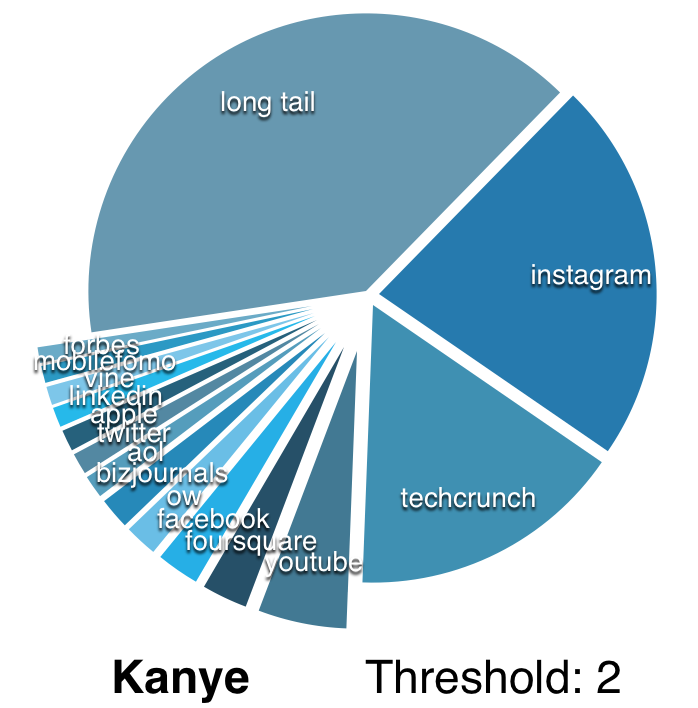 long tail
instagram
forbes
mobilefomo
vine
linkedin
apple
twitter
aol
bizjournals
ow
facebook
foursquare
youtube
techcrunch
Kanye
Threshold: 2